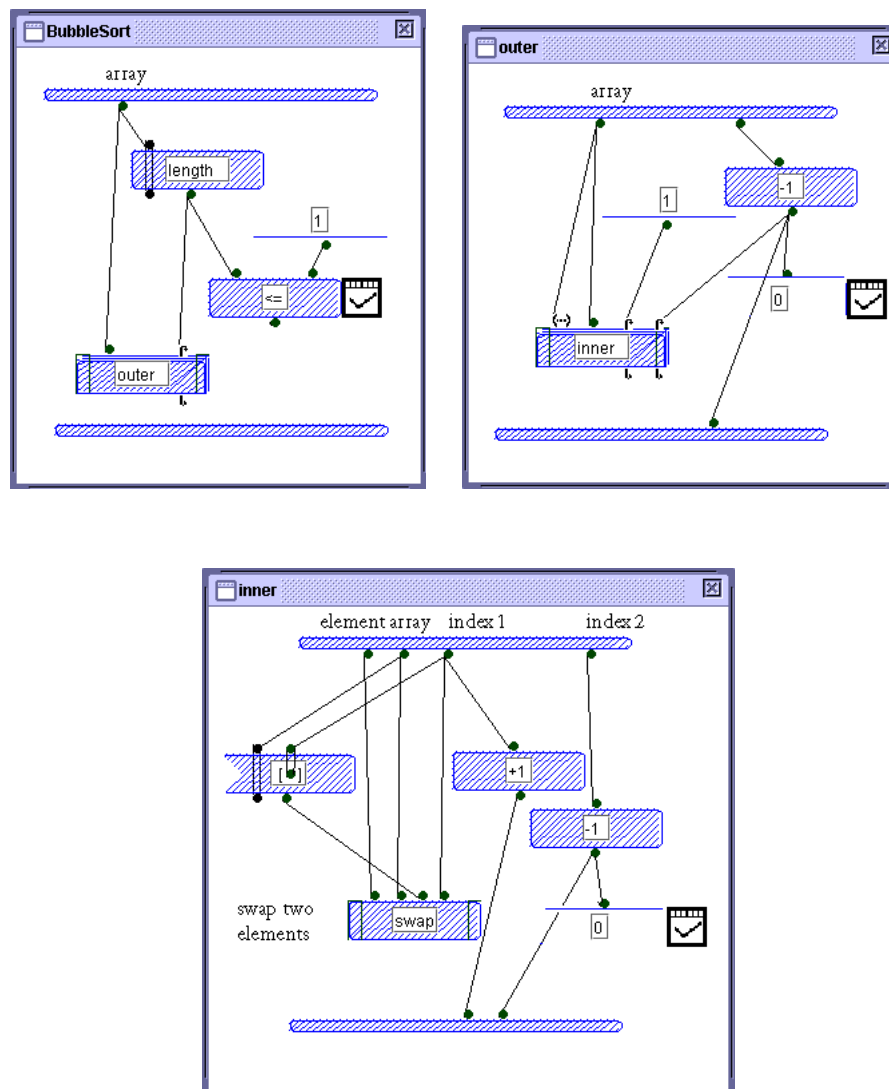 BubbleSort
array
length
1
<=
outer
outer
array
-1
1
0
inner
inner
element array index 1 index 2
[ ]
+1
-1
swap two
elements
swap
0